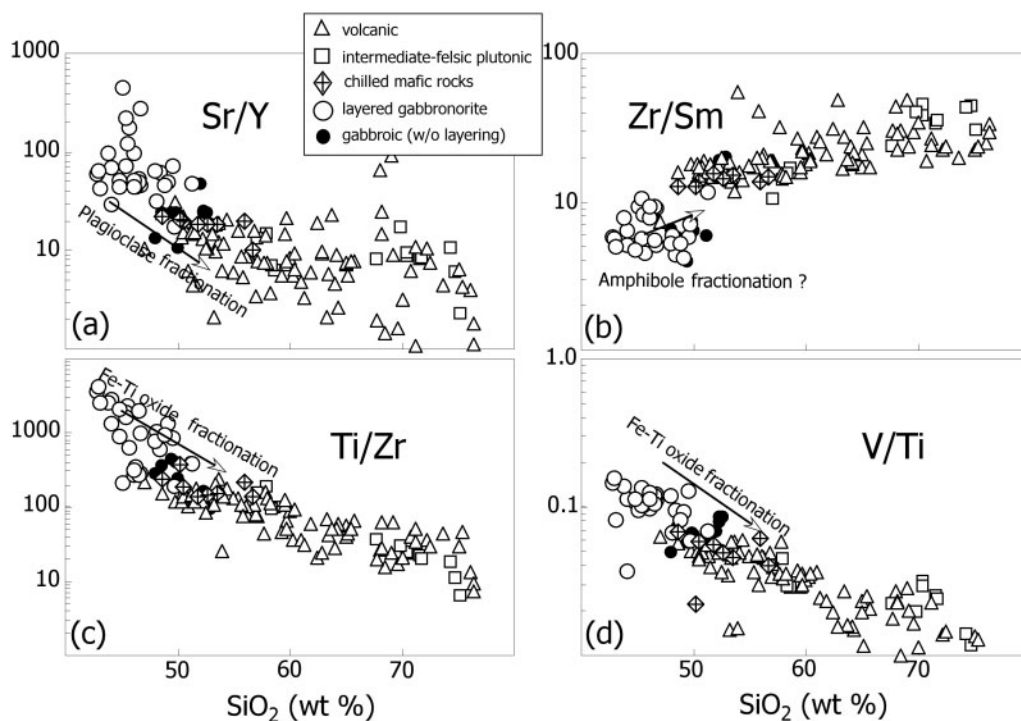 volcanic
intermediate-felsic plutonic
chilled mafic rocks
layered gabbronorite
gabbroic (w/o layering)
1000
100
10
Sr/Y
Plagioclase fractionation
(a)
100
10
1
Zr/Sm
Amphibole fractionation ?
(b)
1000
100
10
Fe-Ti oxide fractionation
Ti/Zr
(c)
50
60
70
SiO₂ (wt %)
1.0
0.1
Fe-Ti oxide fractionation
V/Ti
(d)
50
60
70
SiO₂ (wt %)